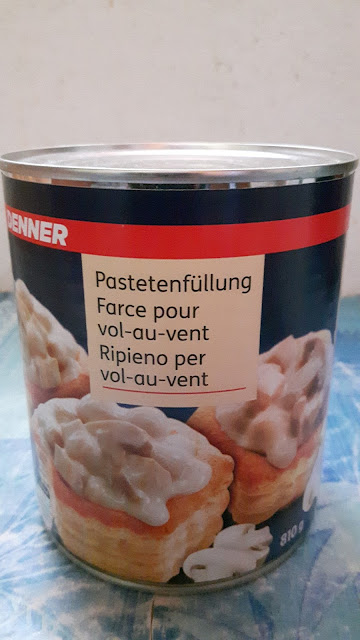 DENNER
Pastetenfüllung
Farce pour
vol-au-vent
Ripieno per
vol-au-vent
810 g